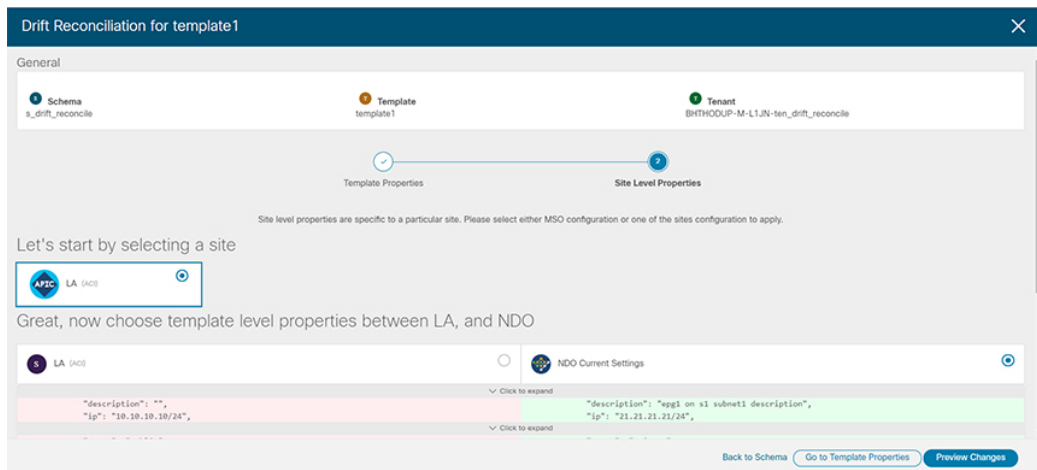 Drift Reconciliation for template1
General
S Schema
s_drift_reconcile
T Template
template1
T Tenant
BHTHODUP-M-L1JN-ten_drift_reconcile
2
Template Properties
Site Level Properties
Site level properties are specific to a particular site. Please select either MSO configuration or one of the sites configuration to apply.
Let's start by selecting a site
APIC LA (ACI)
Great, now choose template level properties between LA, and NDO
S LA (ACI)
NDO Current Settings
Click to expand
"description": "", "description": "epg1 on s1 subnet1 description",
"ip": "10.10.10.10/24", "ip": "21.21.21.21/24",
Click to expand
Back to Schema Go to Template Properties Preview Changes